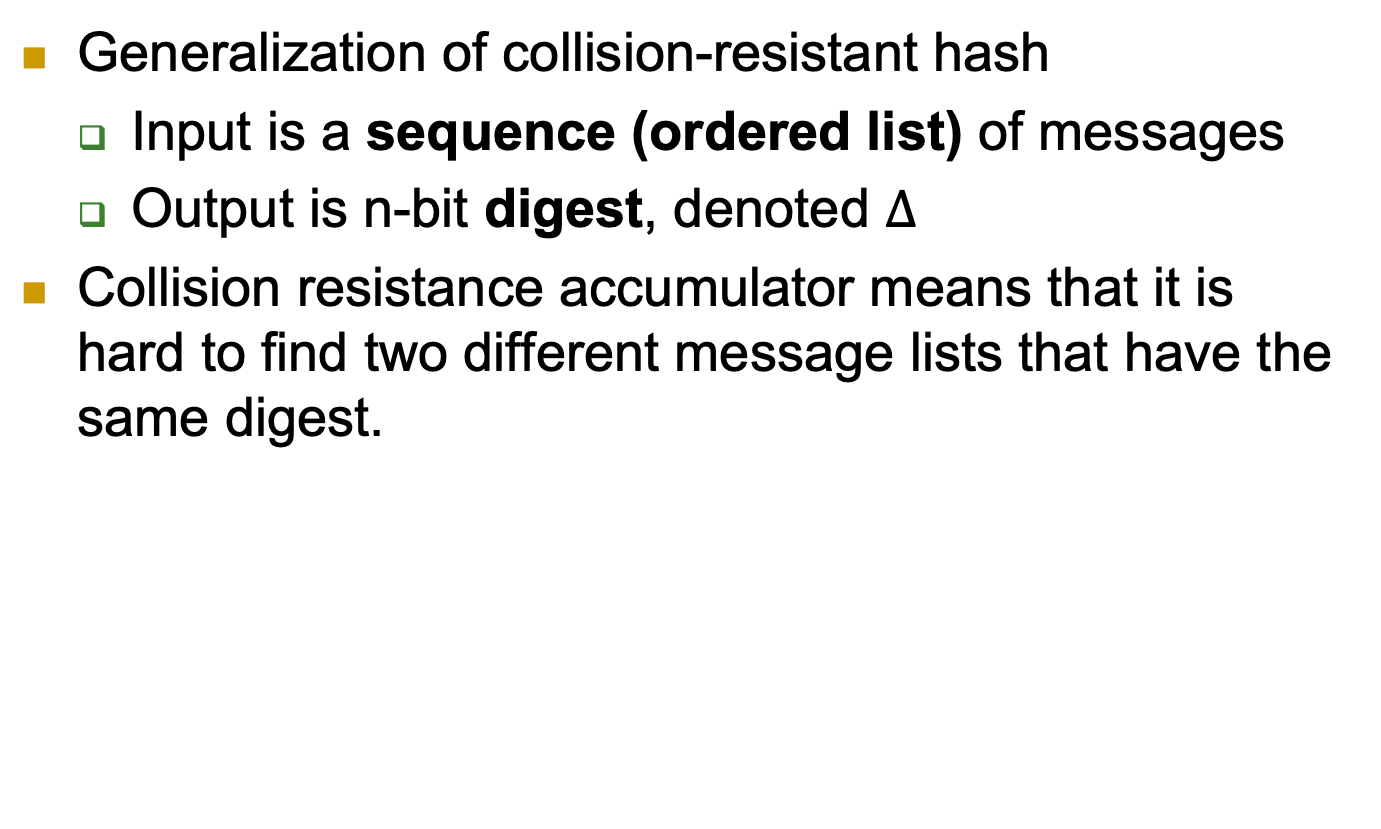 Generalization of collision-resistant hash
Input is a sequence (ordered list) of messages
Output is n-bit digest, denoted Δ
Collision resistance accumulator means that it is
hard to find two different message lists that have the
same digest.